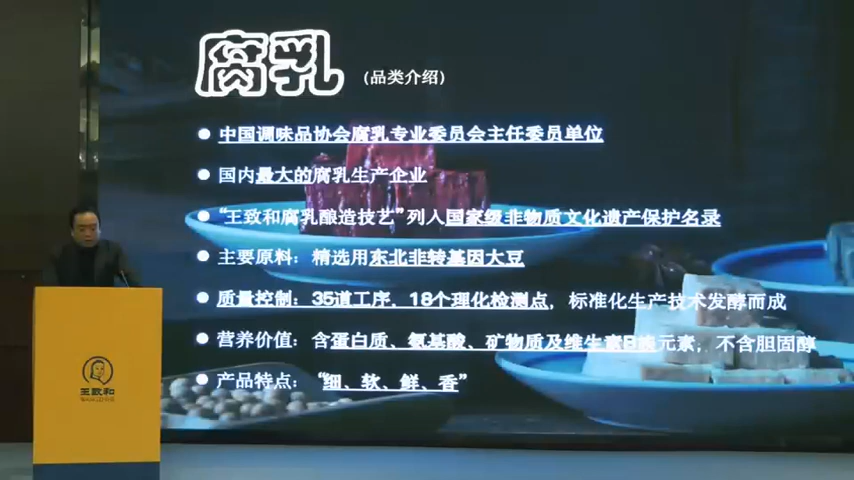 腐乳 (品类介绍)
● 中国调味品协会腐乳专业委员会主任委员单位
● 国内最大的腐乳生产企业
● “王致和腐乳酿造技艺”列入国家级非物质文化遗产保护名录
● 主要原料：精选用东北非转基因大豆
● 质量控制：35道工序，18个理化检测点，标准化生产技术发酵而成
● 营养价值：含蛋白质、氨基酸、矿物质及维生素B族元素，不含胆固醇
● 产品特点：“细、软、鲜、香”
王致和